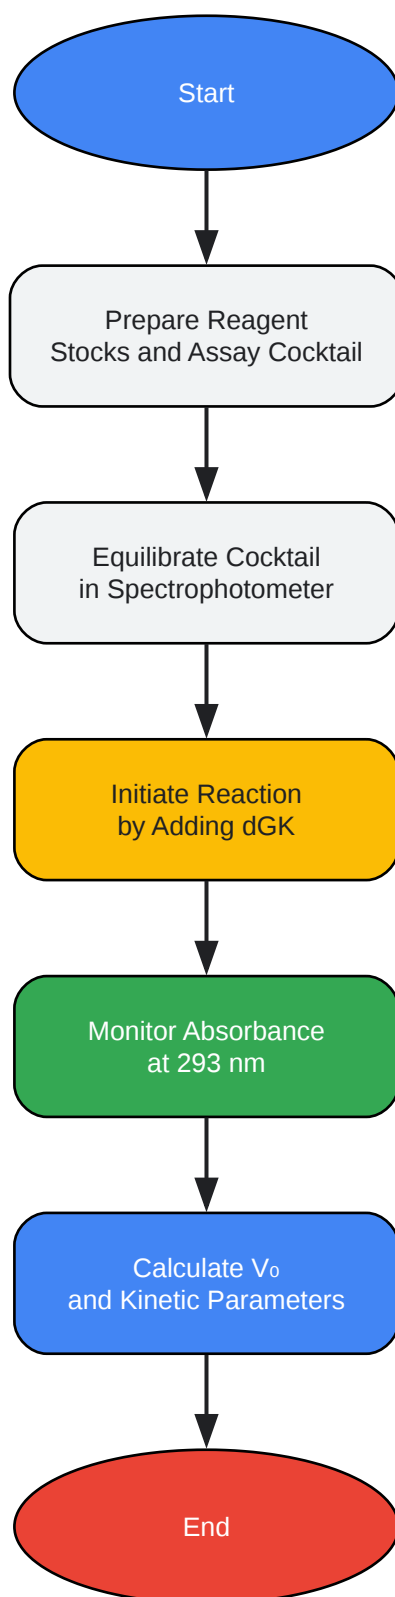 Start
Prepare Reagent
Stocks and Assay Cocktail
Equilibrate Cocktail
in Spectrophotometer
Initiate Reaction
by Adding dGK
Monitor Absorbance
at 293 nm
Calculate V₀
and Kinetic Parameters
End